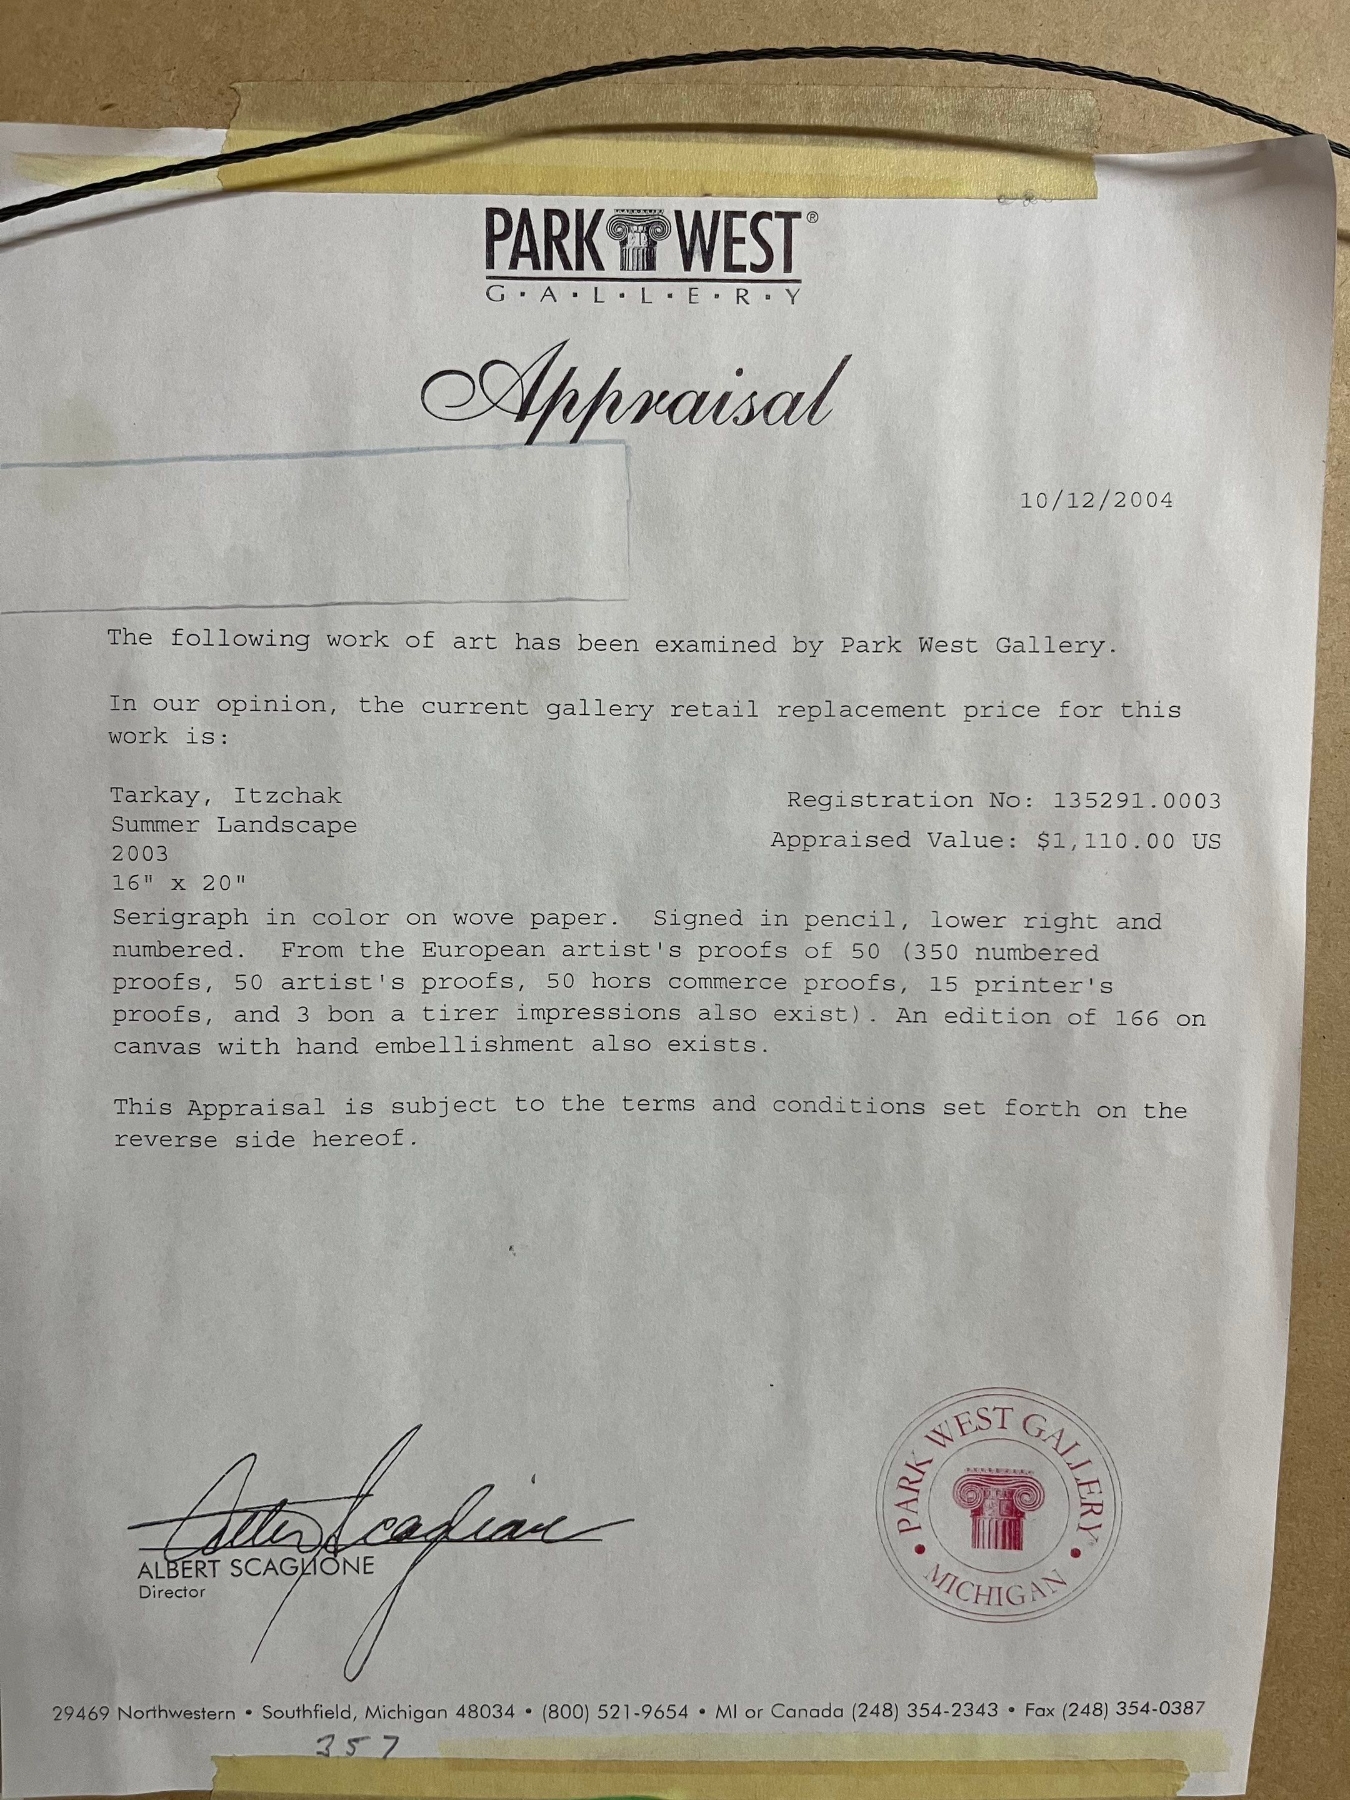 PARK WEST®
G·A·L·L·E·R·Y
Appraisal
10/12/2004
The following work of art has been examined by Park West Gallery.
In our opinion, the current gallery retail replacement price for this
work is:
Tarkay, Itzchak
Summer Landscape
2003
16" x 20"
Registration No: 135291.0003
Appraised Value: $1,110.00 US
Serigraph in color on wove paper.  Signed in pencil, lower right and
numbered.  From the European artist's proofs of 50 (350 numbered
proofs, 50 artist's proofs, 50 hors commerce proofs, 15 printer's
proofs, and 3 bon a tirer impressions also exist). An edition of 166 on
canvas with hand embellishment also exists.
This Appraisal is subject to the terms and conditions set forth on the
reverse side hereof.
Albert Scaglione
ALBERT SCAGLIONE
Director
PARK WEST GALLERY
• MICHIGAN •
29469 Northwestern • Southfield, Michigan 48034 • (800) 521-9654 • MI or Canada (248) 354-2343 • Fax (248) 354-0387
357